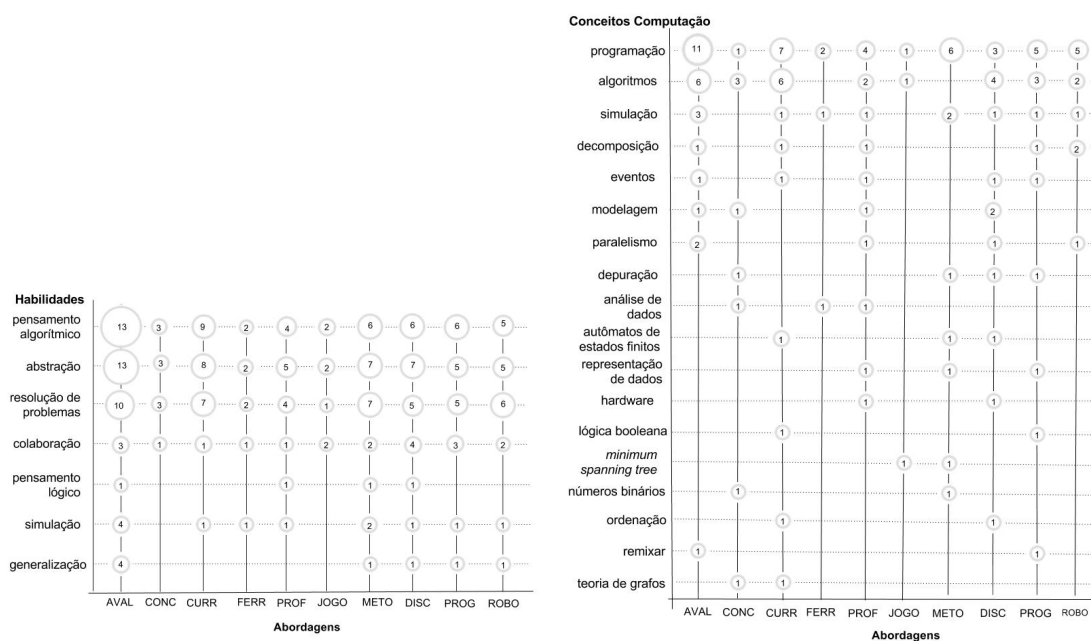 Habilidades
pensamento
algorítmico
13 3 9 2 4 2 6 6 6 5
abstração
13 3 8 2 5 2 7 7 5 5
resolução de
problemas
10 3 7 2 4 1 7 5 5 6
colaboração
3 1 1 1 1 2 2 4 3 2
pensamento
lógico
1 1 1 1
simulação
4 1 1 1 2 1 1 1
generalização
4 1 1 1 1
AVAL CONC CURR FERR PROF JOGO METO DISC PROG ROBO
Abordagens
Conceitos Computação
programação
11 1 7 2 4 1 6 3 5 5
algoritmos
6 3 6 2 1 4 3 2
simulação
3 1 1 1 2 1 1 1
decomposição
1 1 1 1 2
eventos
1 1 1 1 1
modelagem
1 1 1 2
paralelismo
2 1 1 1
depuração
1 1 1 1
análise de
dados
1 1 1
autômatos de
estados finitos
1 1 1
representação
de dados
1 1 1
hardware
1 1
lógica booleana
1 1
minimum
spanning tree
1 1
números binários
1 1
ordenação
1 1
remixar
1 1
teoria de grafos
1 1
AVAL CONC CURR FERR PROF JOGO METO DISC PROG ROBO
Abordagens